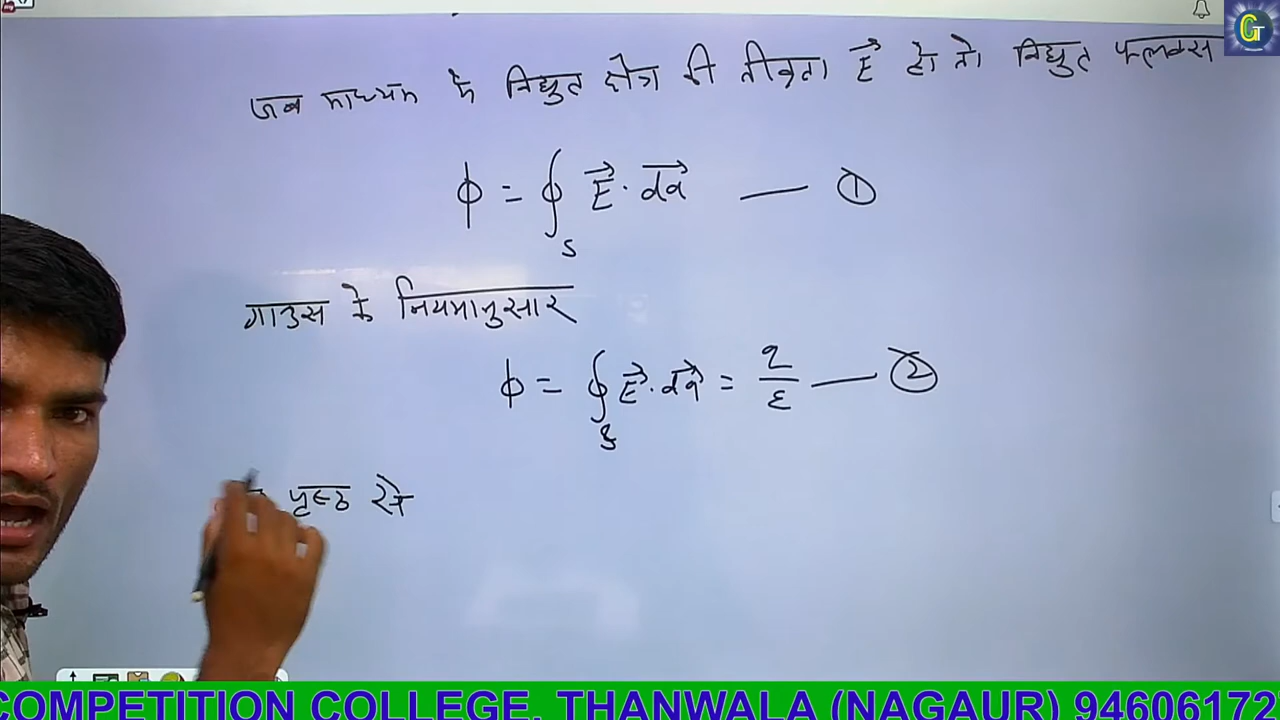 जब माध्यम में विद्युत क्षेत्र की तीव्रता E→ हो तो विद्युत फ्लक्स
ϕ = ∮ₛ E→ · da→ — ①
गाउस के नियमानुसार
ϕ = ∮ₛ E→ · da→ = q/ε — ②
पृष्ठ से
COMPETITION COLLEGE, THANWALA (NAGAUR) 94606172